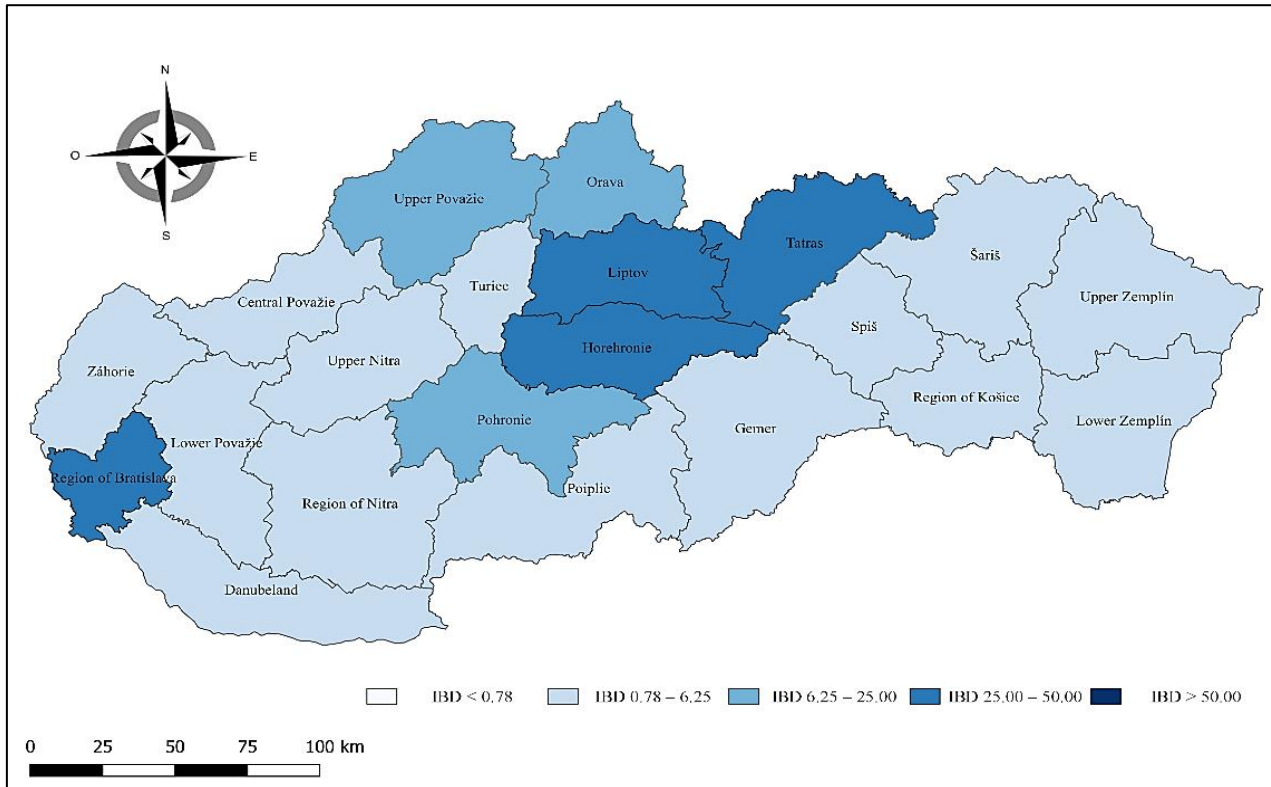 N
O
E
S
Orava
Upper Považie
Tatras
Šariš
Liptov
Turiec
Upper Zemplín
Central Považie
Spiš
Horehronie
Upper Nitra
Záhorie
Region of Košice
Pohronie
Gemer
Lower Zemplín
Lower Považie
Region of Bratislava
Poiplie
Region of Nitra
Danubeland
IBD < 0,78
IBD 0,78 – 6,25
IBD 6,25 – 25,00
IBD 25,00 – 50,00
IBD > 50,00
0 25 50 75 100 km